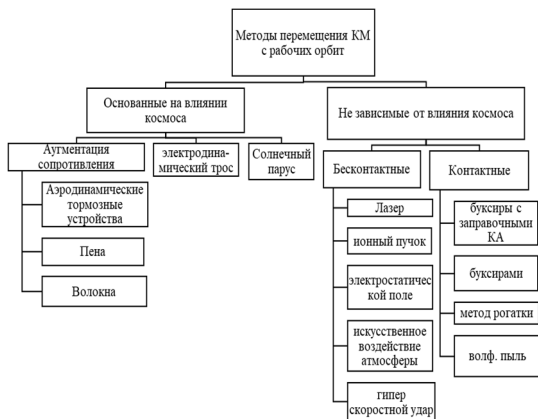 Методы перемещения КМ
с рабочих орбит
Основанные на влиянии
космоса
Не зависимые от влияния космоса
Аугментация
сопротивления
электродина-
мический трос
Солнечный
парус
Бесконтактные
Контактные
Аэродинамические
тормозные
устройства
Пена
Волокна
Лазер
ионный пучок
электростатич
еской поле
искусственное
воздействие
атмосферы
гипер
скоростной удар
буксиры с
заправочными
КА
буксирами
метод рогатки
волф. пыль